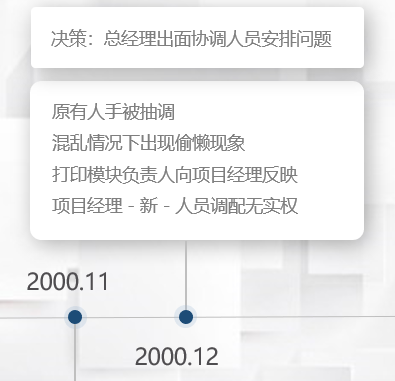 决策：总经理出面协调人员安排问题
原有人手被抽调
混乱情况下出现偷懒现象
打印模块负责人向项目经理反映
项目经理 - 新 - 人员调配无实权
2000.11
2000.12